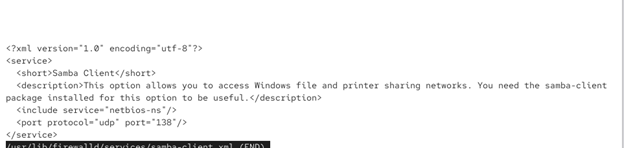 <?xml version="1.0" encoding="utf-8"?>
<service>
  <short>Samba Client</short>
  <description>This option allows you to access Windows file and printer sharing networks. You need the samba-client
package installed for this option to be useful.</description>
  <include service="netbios-ns"/>
  <port protocol="udp" port="138"/>
</service>
/usr/lib/firewalld/services/samba-client.xml (END)